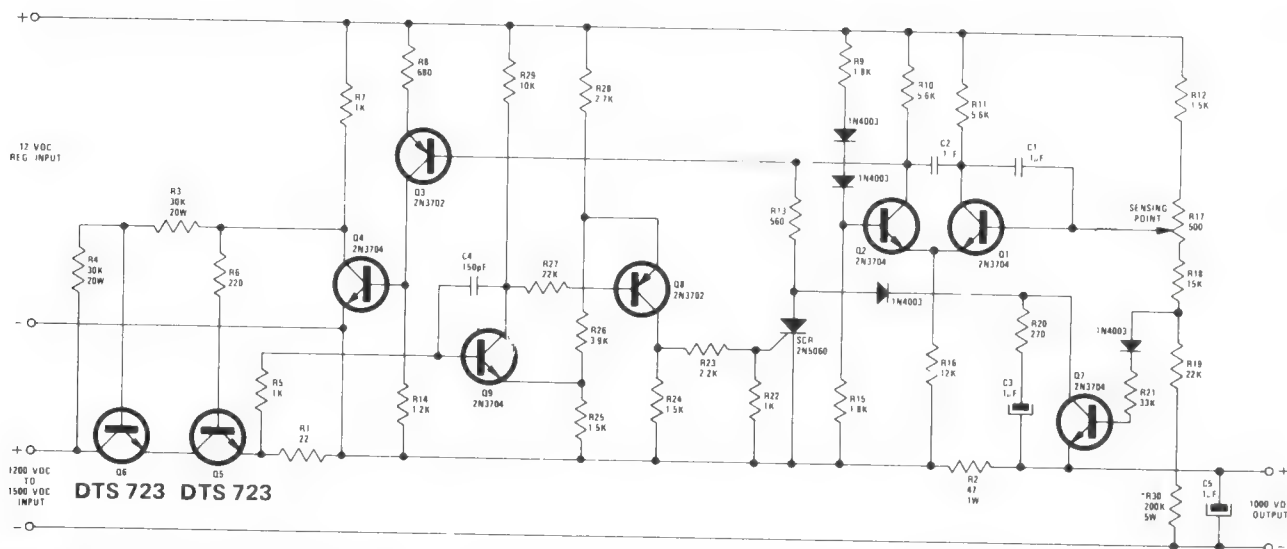 +
12 VDC
REG INPUT
-
+
1200 VDC
TO
1500 VDC
INPUT
-
R7
1K
R8
680
R29
10K
R28
2.7K
R9
1.8K
R10
5.6K
R11
5.6K
R12
1.5K
1N4003
1N4003
C2
C1
1µF
Q3
2N3702
R3
30K
20W
R4
30K
20W
R6
220
Q4
2N3704
C4
150pF
R27
22K
Q8
2N3702
R13
560
Q2
2N3704
Q1
2N3704
SENSING
POINT
R17
500
R18
15K
1N4003
R20
270
1N4003
R5
1K
R1
22
R14
1.2K
Q9
2N3704
R26
3.9K
R25
1.5K
R23
2.2K
R24
1.5K
R22
1K
SCR
2N5060
R15
1.8K
R16
12K
C3
1µF
Q7
2N3704
R21
33K
R19
22K
R2
47
1W
Q6
DTS 723
Q5
DTS 723
R30
200K
5W
C5
1µF
+
1000 VD
OUTPUT
-